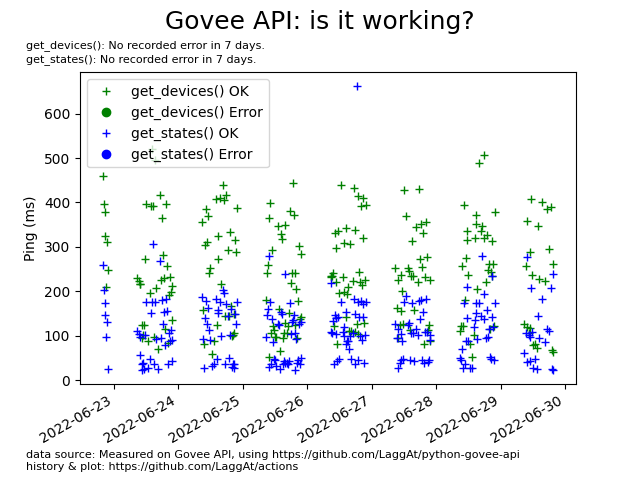 Govee API: is it working?
get_devices(): No recorded error in 7 days.
get_states(): No recorded error in 7 days.
get_devices() OK
get_devices() Error
get_states() OK
get_states() Error
Ping (ms)
600
500
400
300
200
100
0
2022-06-23
2022-06-24
2022-06-25
2022-06-26
2022-06-27
2022-06-28
2022-06-29
2022-06-30
data source: Measured on Govee API, using https://github.com/LaggAt/python-govee-api
history & plot: https://github.com/LaggAt/actions